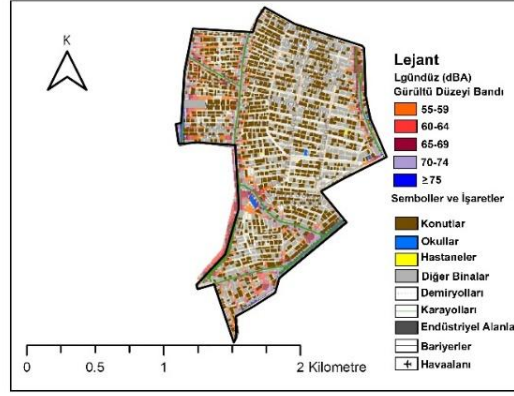 K
Lejant
Lgündüz (dBA)
Gürültü Düzeyi Bandı
55-59
60-64
65-69
70-74
≥75
Semboller ve İşaretler
Konutlar
Okullar
Hastaneler
Diğer Binalar
Demiryolları
Karayolları
Endüstriyel Alanla
Bariyerler
Havaalanı
0 0.5 1 2 Kilometre